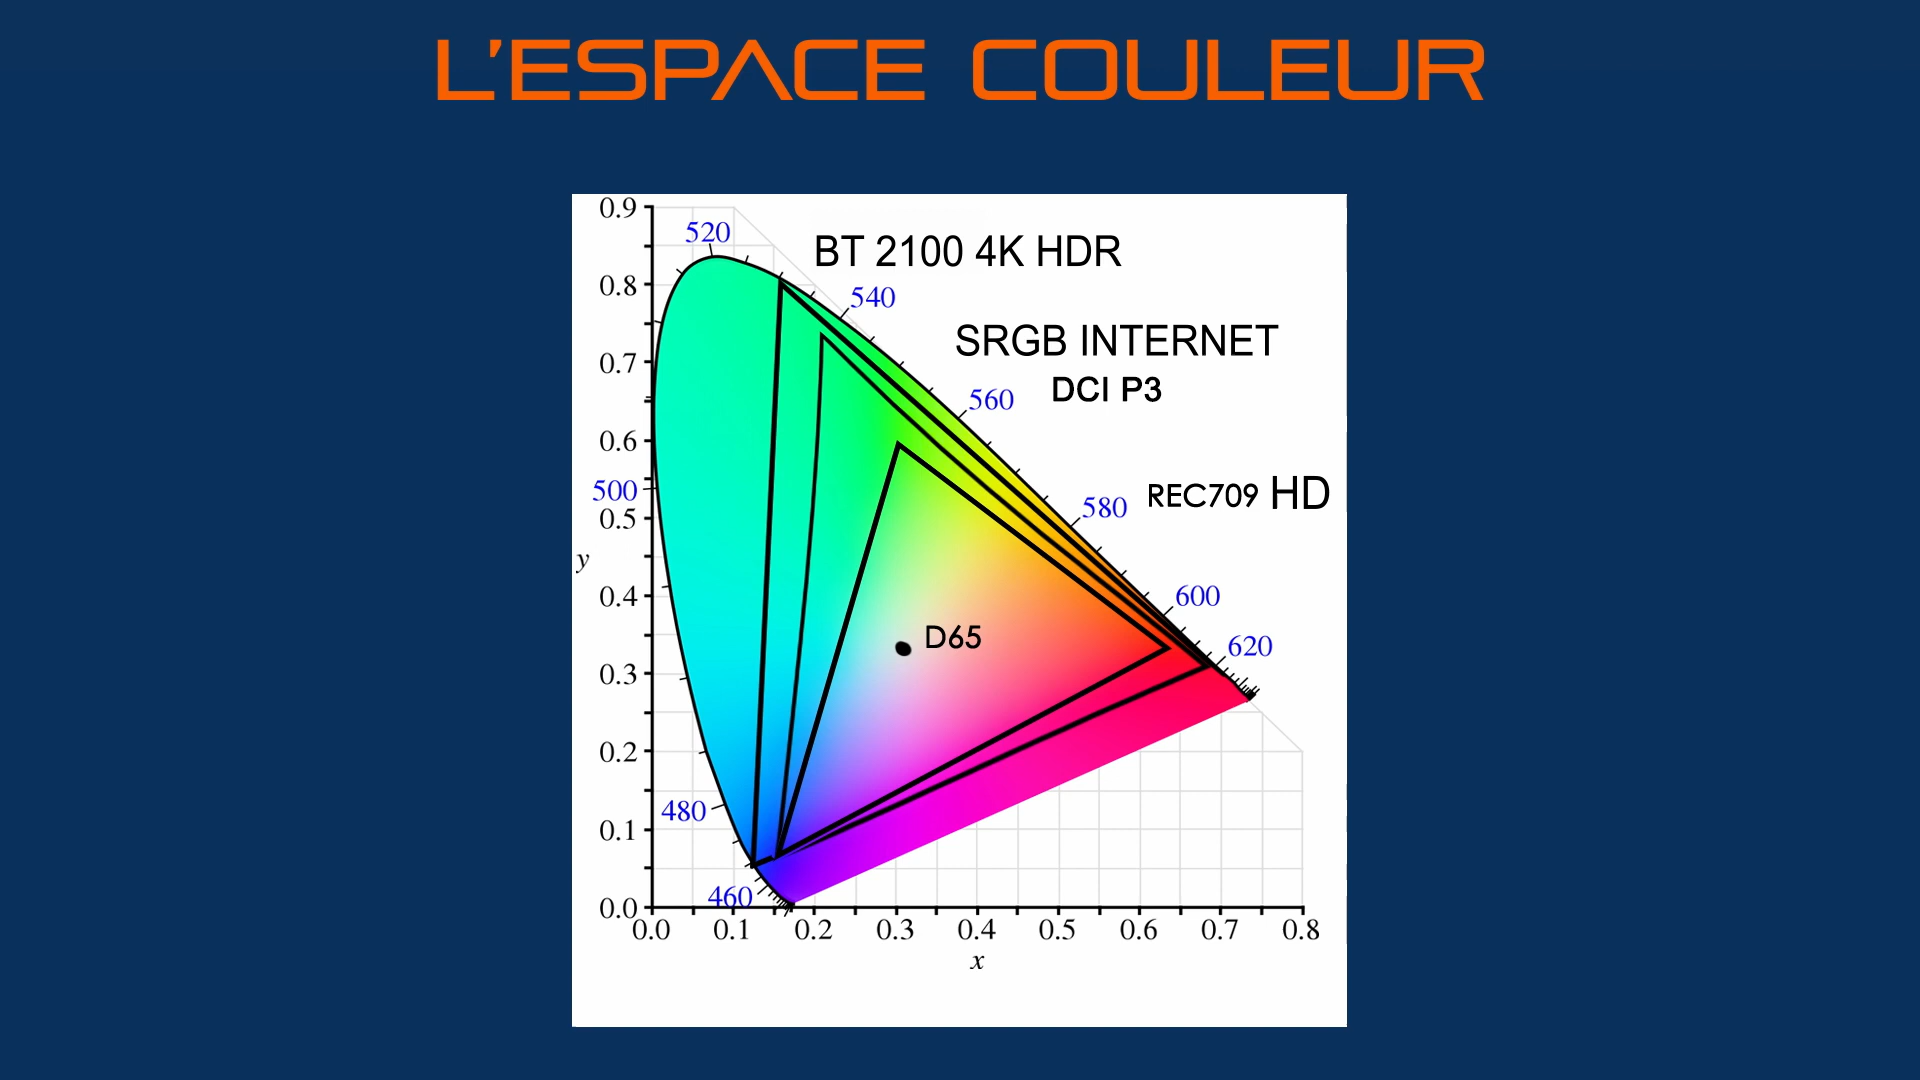 L'ESPACE COULEUR
0.9
520
BT 2100 4K HDR
0.8
540
SRGB INTERNET
0.7
DCI P3
560
0.6
500
580
REC709 HD
0.5
y
0.4
600
D65
620
0.3
0.2
480
0.1
460
0.0
0.0 0.1 0.2 0.3 0.4 0.5 0.6 0.7 0.8
x